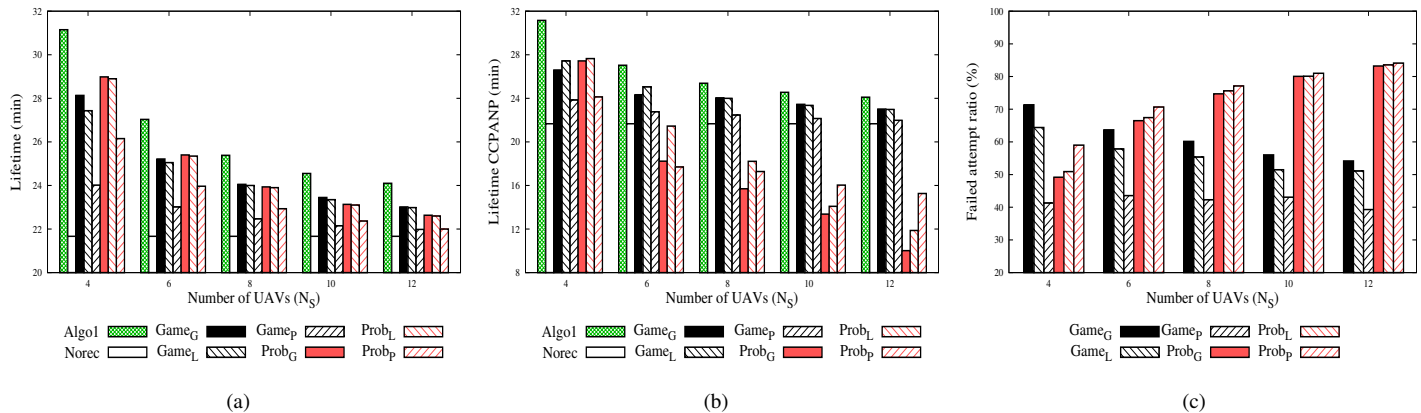 Lifetime (min)
32
30
28
26
24
22
20
4 6 8 10 12
Number of UAVs (N_S)
Algo1 Game_G Game_P Prob_L
Norec Game_L Prob_G Prob_P
(a)
Lifetime CCPANP (min)
32
28
24
20
16
12
8
4 6 8 10 12
Number of UAVs (N_S)
Algo1 Game_G Game_P Prob_L
Norec Game_L Prob_G Prob_P
(b)
Failed attempt ratio (%)
100
90
80
70
60
50
40
30
20
4 6 8 10 12
Number of UAVs (N_S)
Game_G Game_P Prob_L
Game_L Prob_G Prob_P
(c)